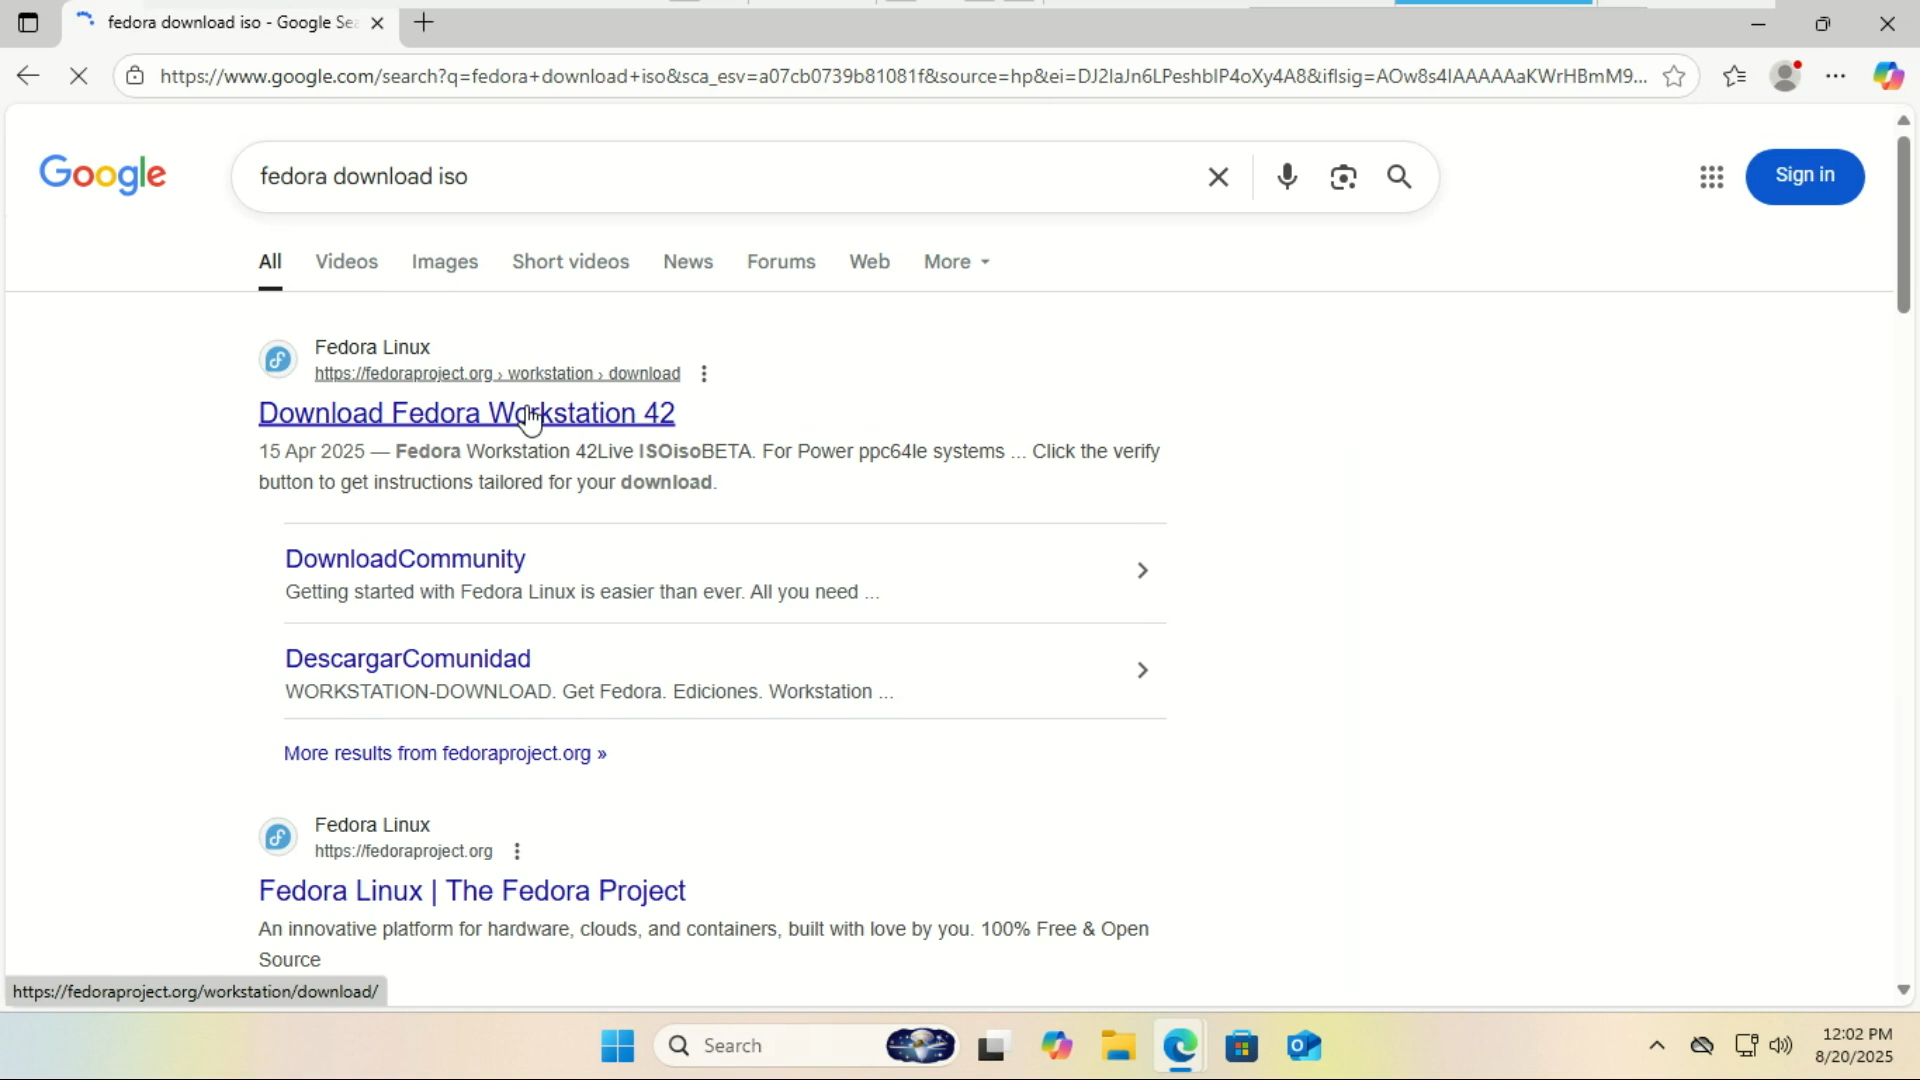 fedora download iso - Google Sea
https://www.google.com/search?q=fedora+download+iso&sca_esv=a07cb0739b81081f&source=hp&ei=DJ2laJn6LPeshbIP4oXy4A8&iflsig=AOw8s4IAAAAAaKWrHBmM9...
Google
fedora download iso
Sign in
All Videos Images Short videos News Forums Web More
Fedora Linux
https://fedoraproject.org › workstation › download
Download Fedora Workstation 42
15 Apr 2025 — Fedora Workstation 42Live ISOisoBETA. For Power ppc64le systems ... Click the verify
button to get instructions tailored for your download.
DownloadCommunity
Getting started with Fedora Linux is easier than ever. All you need ...
DescargarComunidad
WORKSTATION-DOWNLOAD. Get Fedora. Ediciones. Workstation ...
More results from fedoraproject.org »
Fedora Linux
https://fedoraproject.org
Fedora Linux | The Fedora Project
An innovative platform for hardware, clouds, and containers, built with love by you. 100% Free & Open
Source
https://fedoraproject.org/workstation/download/
Search
12:02 PM
8/20/2025